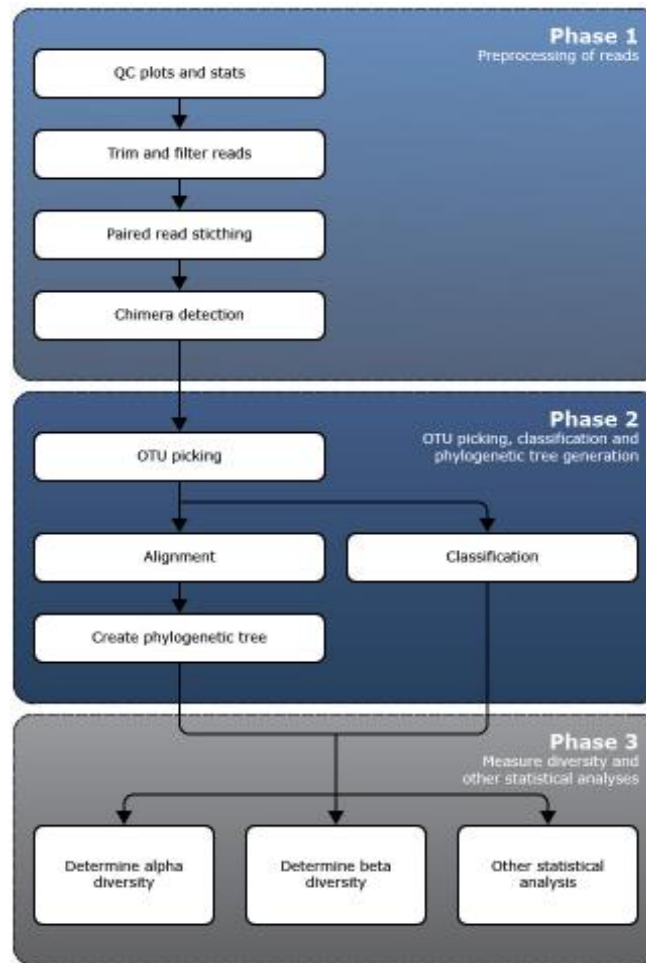 Phase 1
Preprocessing of reads
QC plots and stats
Trim and filter reads
Paired read sticthing
Chimera detection
Phase 2
OTU picking, classification and
phylogenetic tree generation
OTU picking
Alignment
Classification
Create phylogenetic tree
Phase 3
Measure diversity and
other statistical analyses
Determine alpha
diversity
Determine beta
diversity
Other statistical
analysis